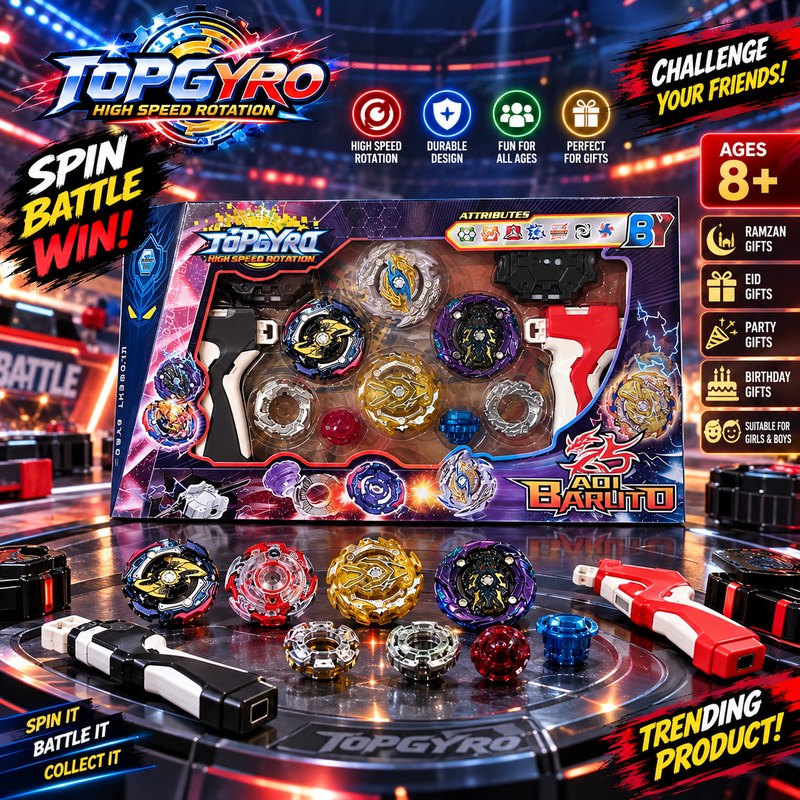 TOPGYRO
HIGH SPEED ROTATION
CHALLENGE
YOUR FRIENDS!
HIGH SPEED
ROTATION
DURABLE
DESIGN
FUN FOR
ALL AGES
PERFECT
FOR GIFTS
SPIN
BATTLE
WIN!
AGES
8+
RAMZAN
GIFTS
EID
GIFTS
PARTY
GIFTS
BIRTHDAY
GIFTS
SUITABLE FOR
GIRLS & BOYS
TOPGYRO
HIGH SPEED ROTATION
ATTRIBUTES
BY
BATTLE
AOI
BARUTO
SPIN IT
BATTLE IT
COLLECT IT
TOPGYRO
TRENDING
PRODUCT!